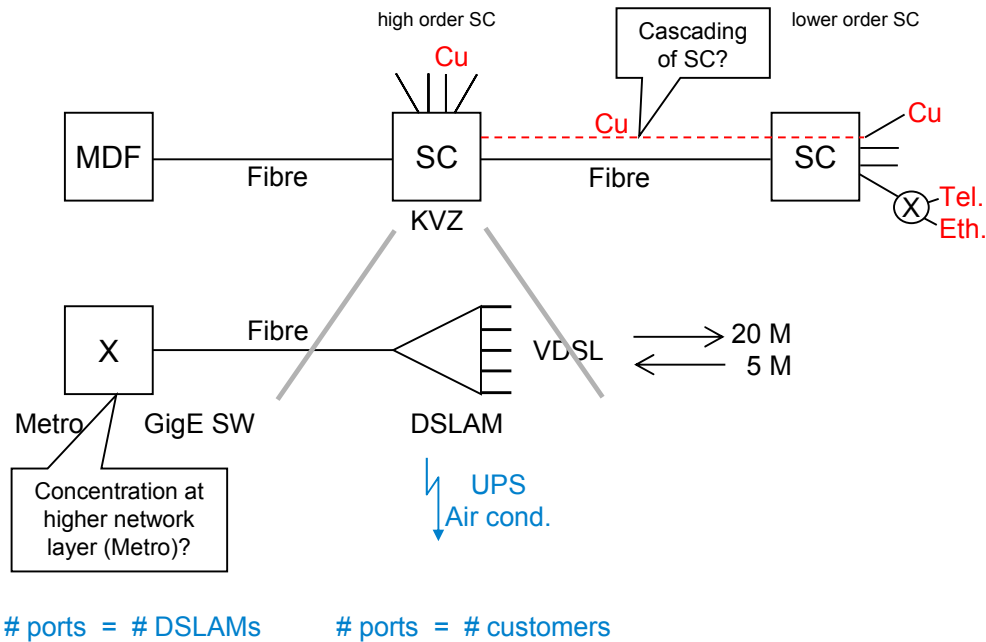 high order SC
lower order SC
Cascading
of SC?
Cu
Cu
Cu
MDF
Fibre
SC
Fibre
SC
X
Tel.
Eth.
KVZ
X
Fibre
VDSL
20 M
5 M
Metro
GigE SW
DSLAM
Concentration at
higher network
layer (Metro)?
UPS
Air cond.
# ports = # DSLAMs
# ports = # customers